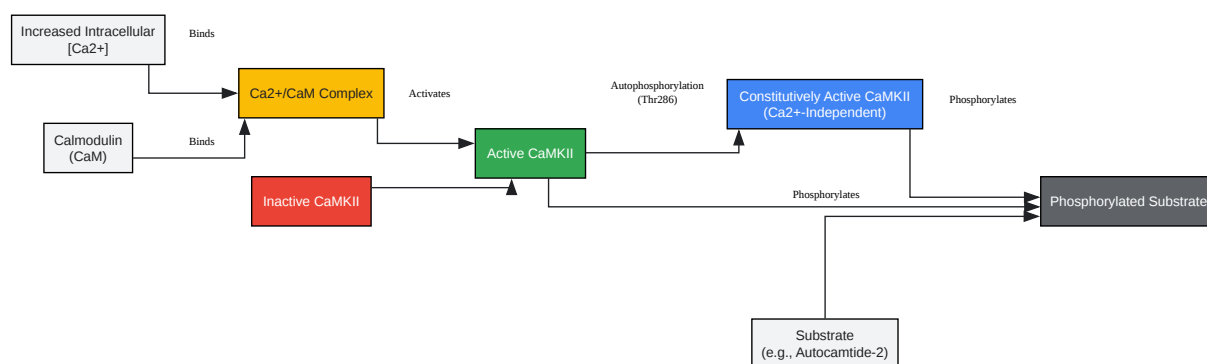 Increased Intracellular
[Ca2+]
Binds
Ca2+/CaM Complex
Activates
Calmodulin
(CaM)
Binds
Inactive CaMKII
Active CaMKII
Autophosphorylation
(Thr286)
Constitutively Active CaMKII
(Ca2+-Independent)
Phosphorylates
Phosphorylates
Phosphorylated Substrate
Substrate
(e.g., Autocamtide-2)